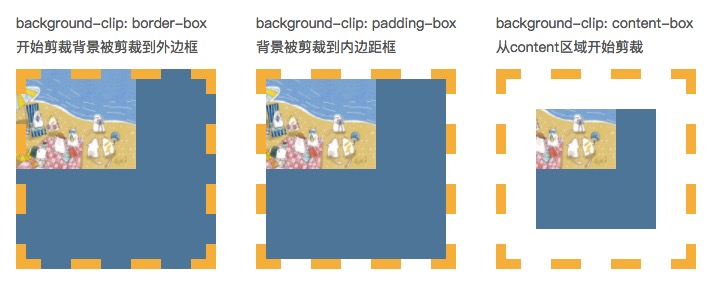 background-clip: border-box
开始剪裁背景被剪裁到外边框
background-clip: padding-box
背景被剪裁到内边距框
background-clip: content-box
从content区域开始剪裁